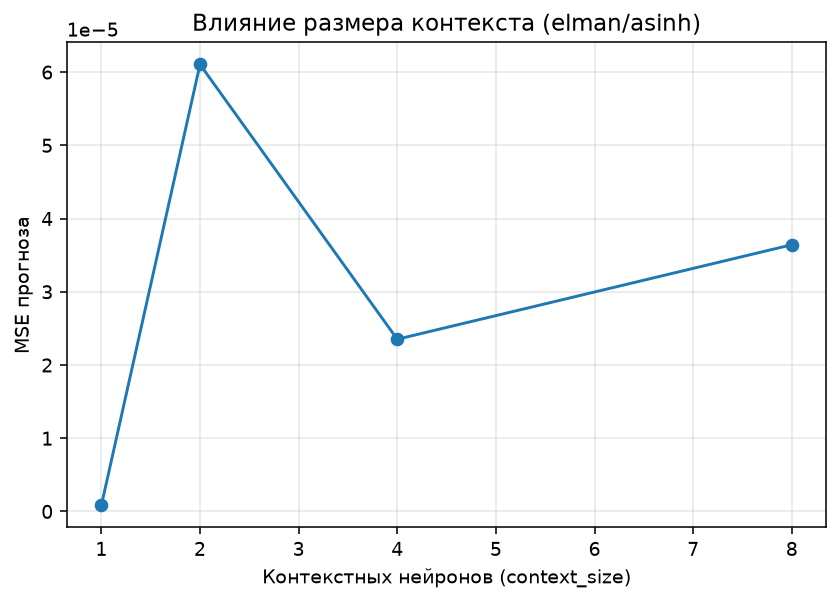 Влияние размера контекста (elman/asinh)
1e−5
6
5
4
3
2
1
0
MSE прогноза
1 2 3 4 5 6 7 8
Контекстных нейронов (context_size)